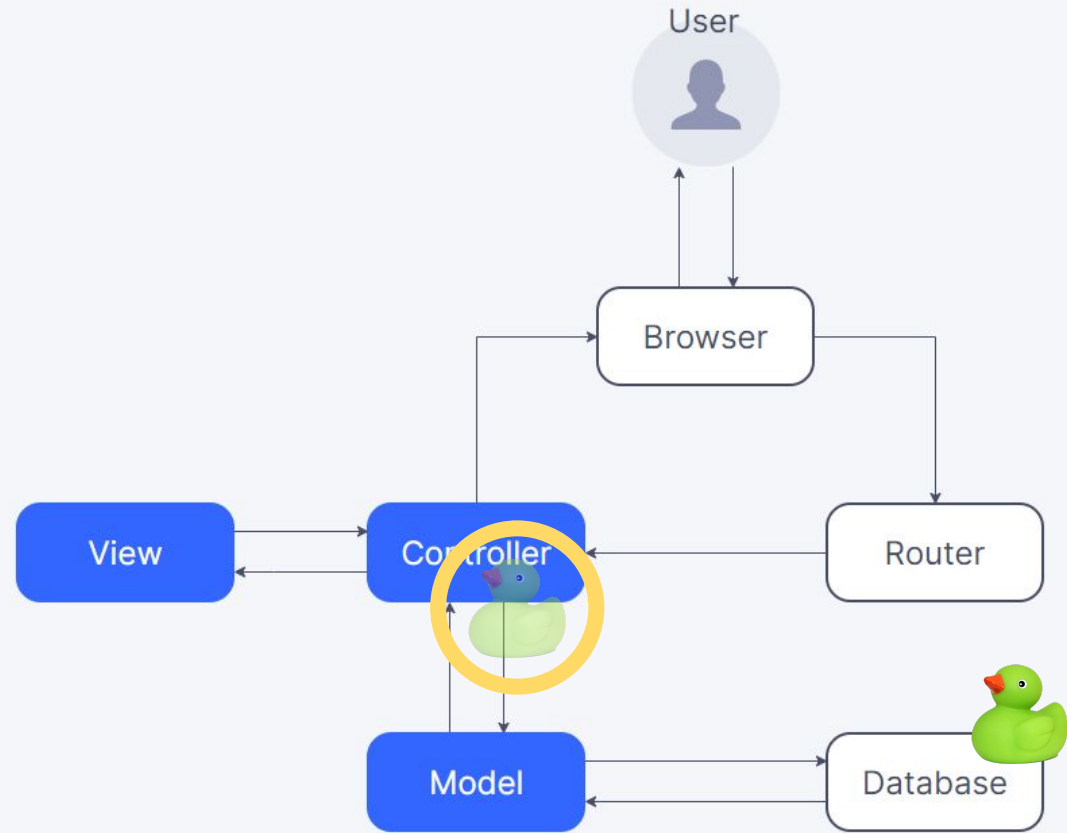 User
Browser
View
Controller
Router
Model
Database